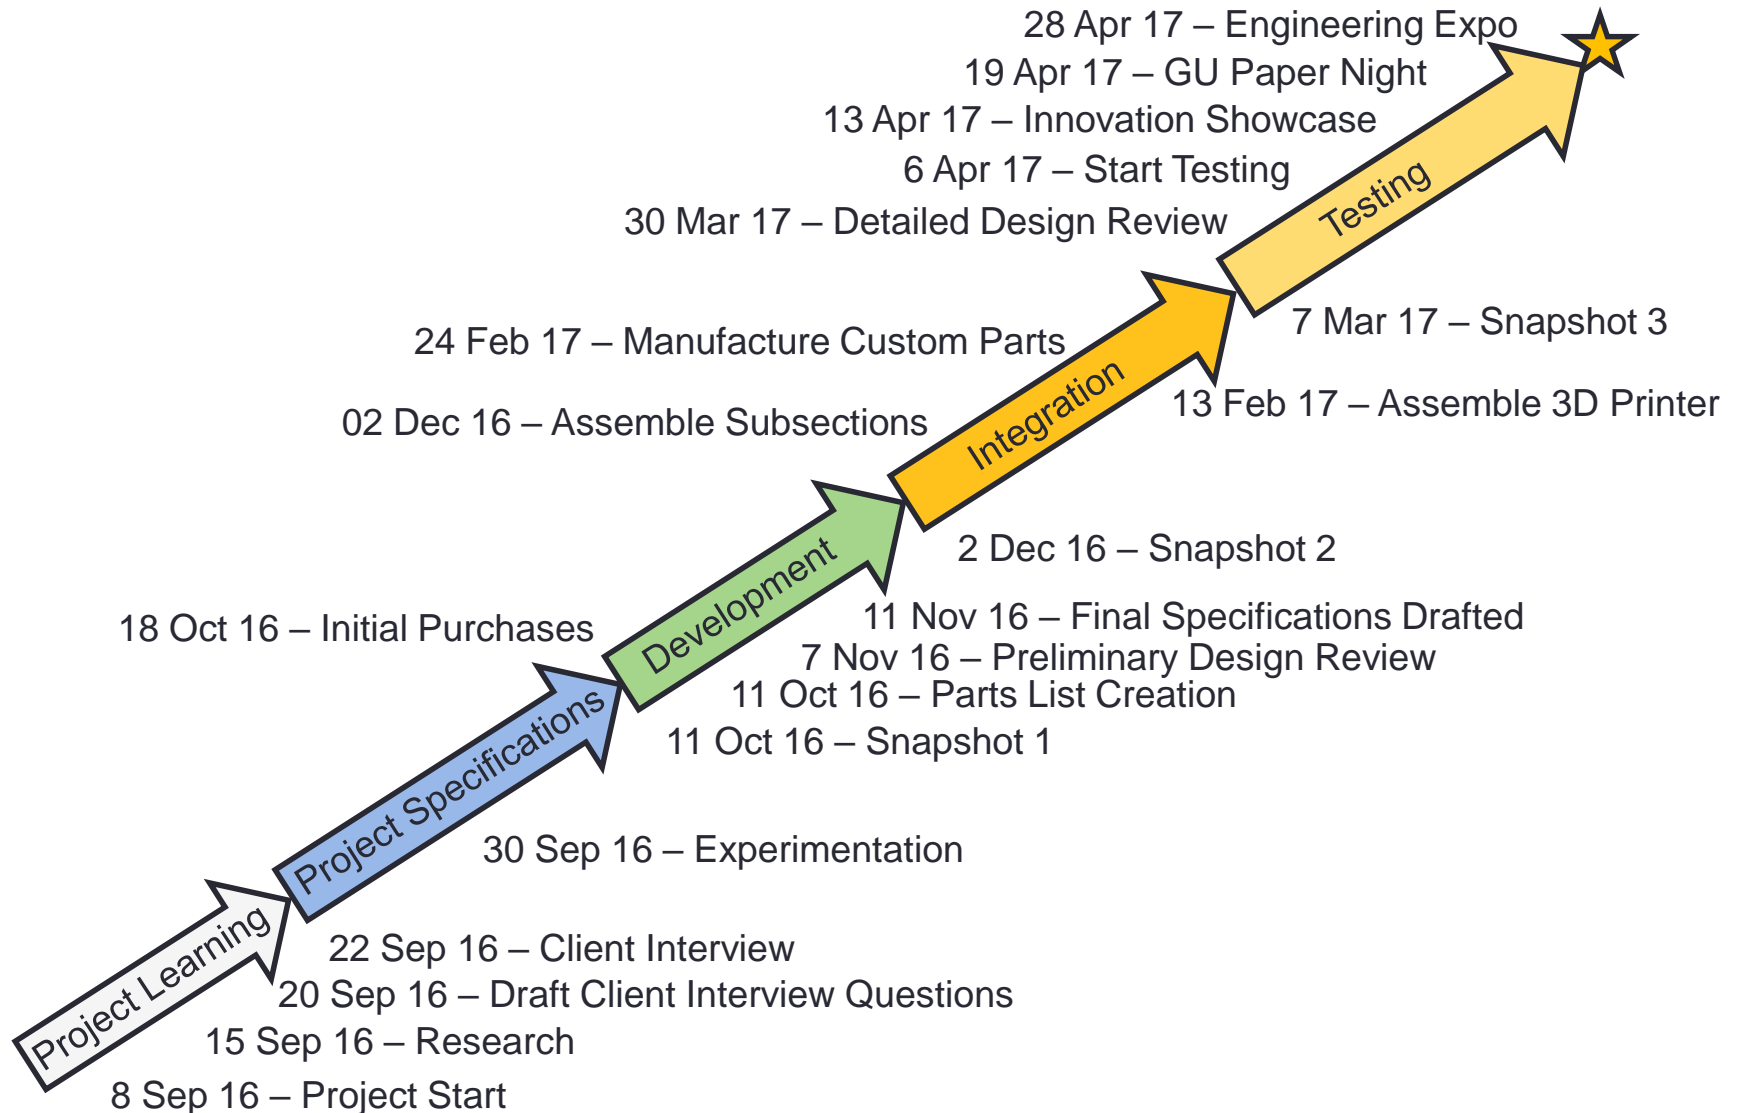 28 Apr 17 – Engineering Expo
19 Apr 17 – GU Paper Night
13 Apr 17 – Innovation Showcase
6 Apr 17 – Start Testing
Testing
30 Mar 17 – Detailed Design Review
7 Mar 17 – Snapshot 3
24 Feb 17 – Manufacture Custom Parts
13 Feb 17 – Assemble 3D Printer
Integration
02 Dec 16 – Assemble Subsections
2 Dec 16 – Snapshot 2
Development
11 Nov 16 – Final Specifications Drafted
18 Oct 16 – Initial Purchases
7 Nov 16 – Preliminary Design Review
11 Oct 16 – Parts List Creation
11 Oct 16 – Snapshot 1
Project Specifications
30 Sep 16 – Experimentation
22 Sep 16 – Client Interview
Project Learning
20 Sep 16 – Draft Client Interview Questions
15 Sep 16 – Research
8 Sep 16 – Project Start